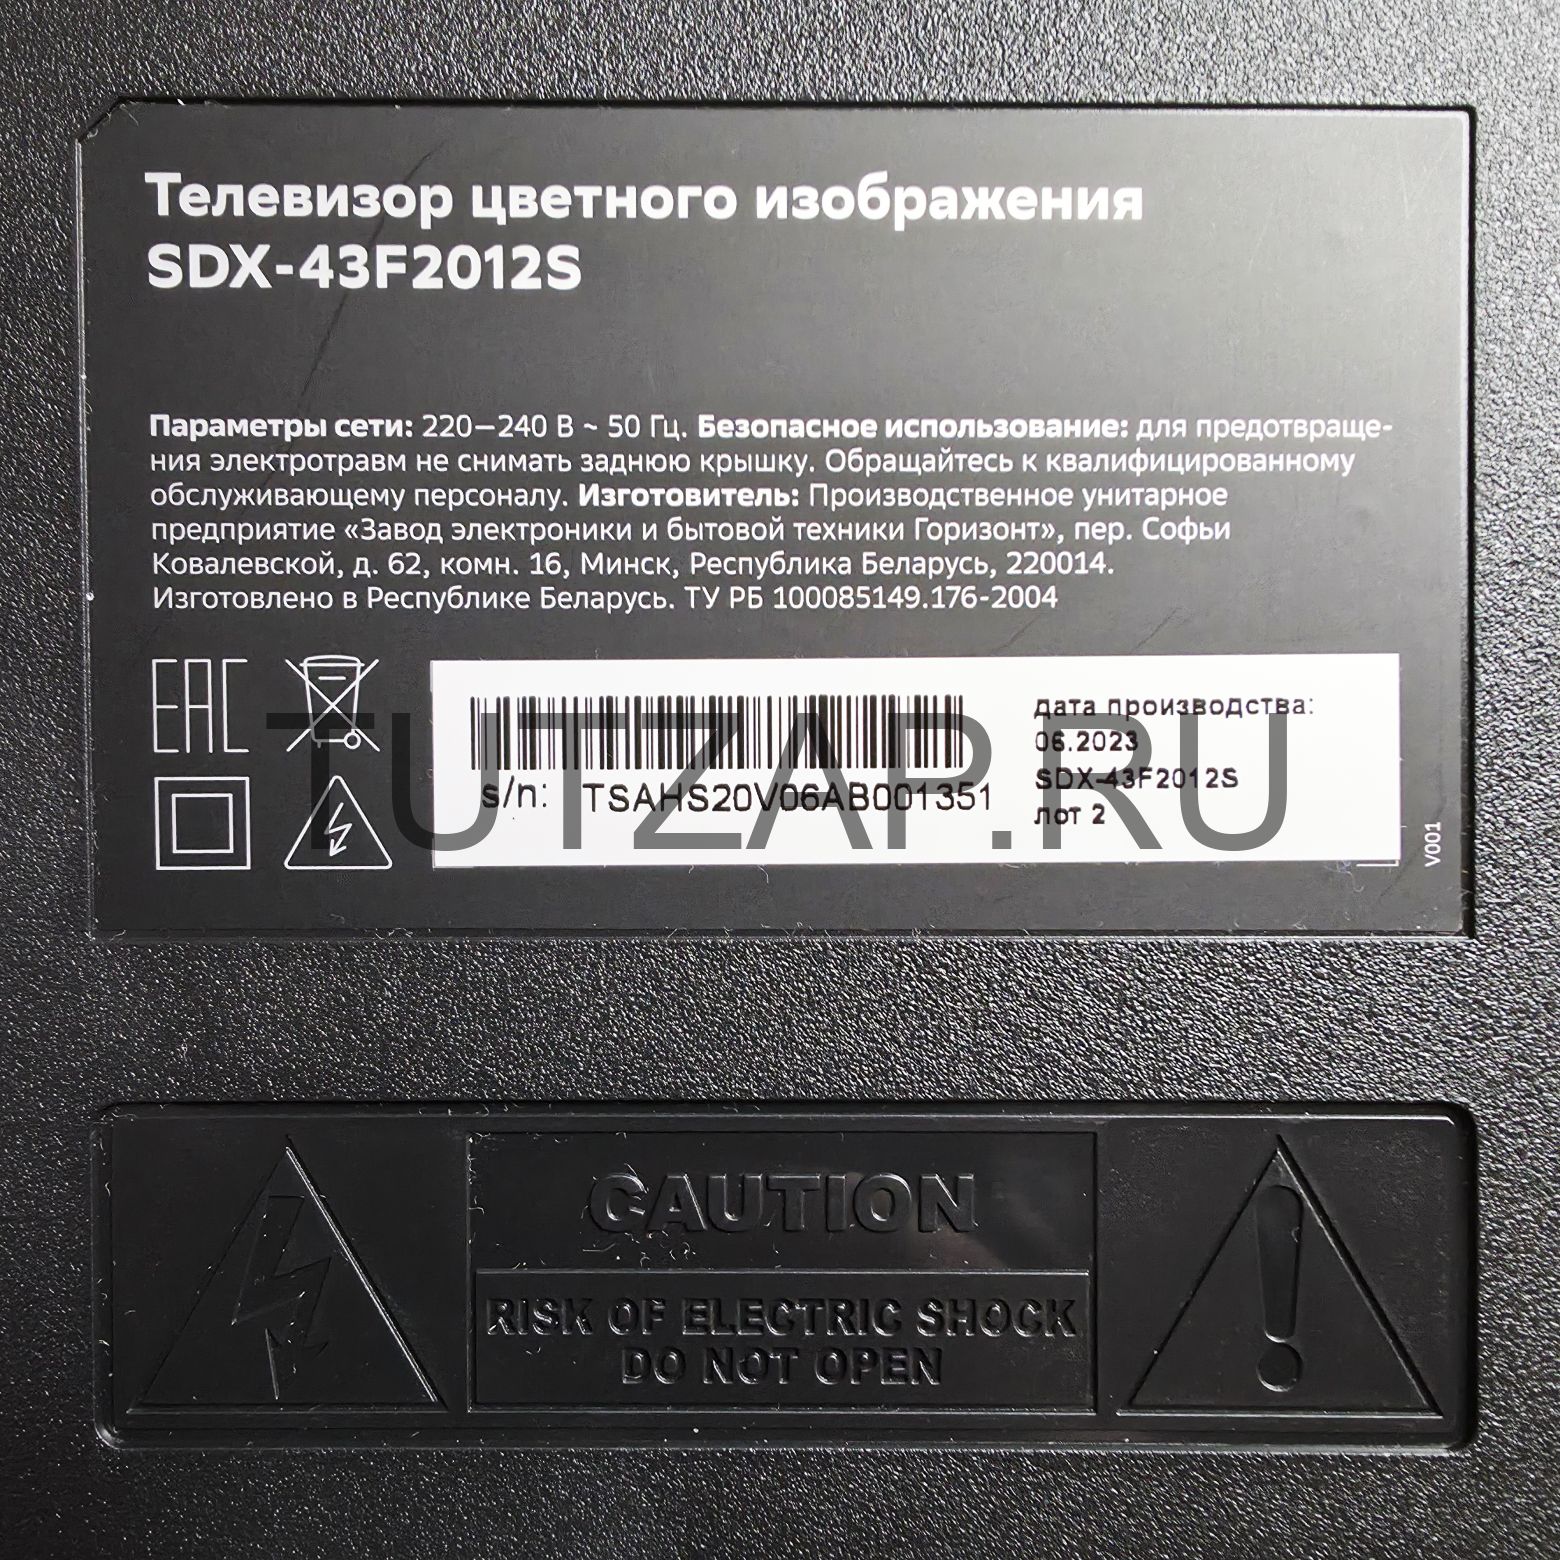 Телевизор цветного изображения
SDX-43F2012S
Параметры сети: 220—240 В ~ 50 Гц. Безопасное использование: для предотвраще-
ния электротравм не снимать заднюю крышку. Обращайтесь к квалифицированному
обслуживающему персоналу. Изготовитель: Производственное унитарное
предприятие «Завод электроники и бытовой техники Горизонт», пер. Софьи
Ковалевской, д. 62, комн. 16, Минск, Республика Беларусь, 220014.
Изготовлено в Республике Беларусь. ТУ РБ 100085149.176-2004
EAC
s/n: TSAHS20V06AB001351
дата производства:
06.2023
SDX-43F2012S
лот 2
V001
TUTZAP.RU
CAUTION
RISK OF ELECTRIC SHOCK
DO NOT OPEN